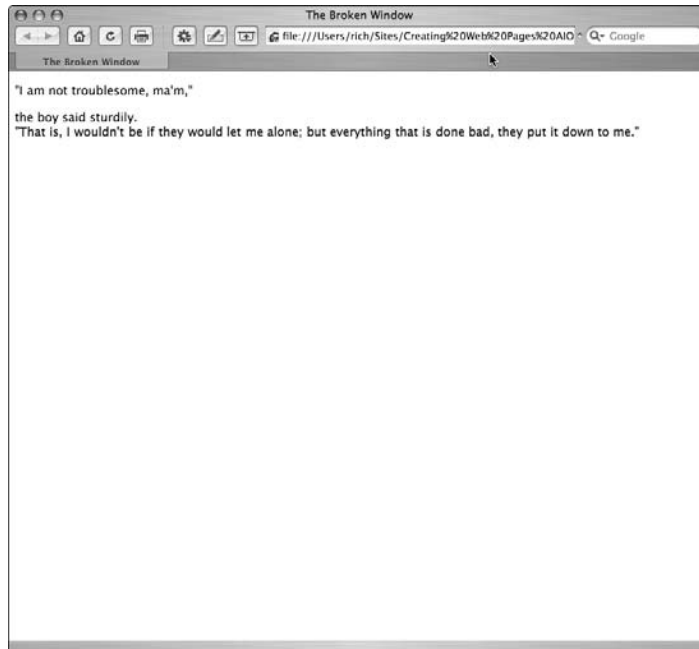 The Broken Window
file:///Users/rich/Sites/Creating%20Web%20Pages%20AIO
Google
The Broken Window
"I am not troublesome, ma'm,"
the boy said sturdily.
"That is, I wouldn't be if they would let me alone; but everything that is done bad, they put it down to me."